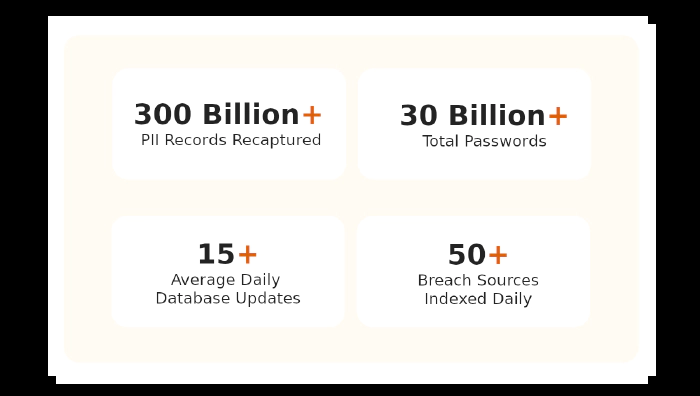 300 Billion+
PII Records Recaptured
30 Billion+
Total Passwords
15+
Average Daily
Database Updates
50+
Breach Sources
Indexed Daily